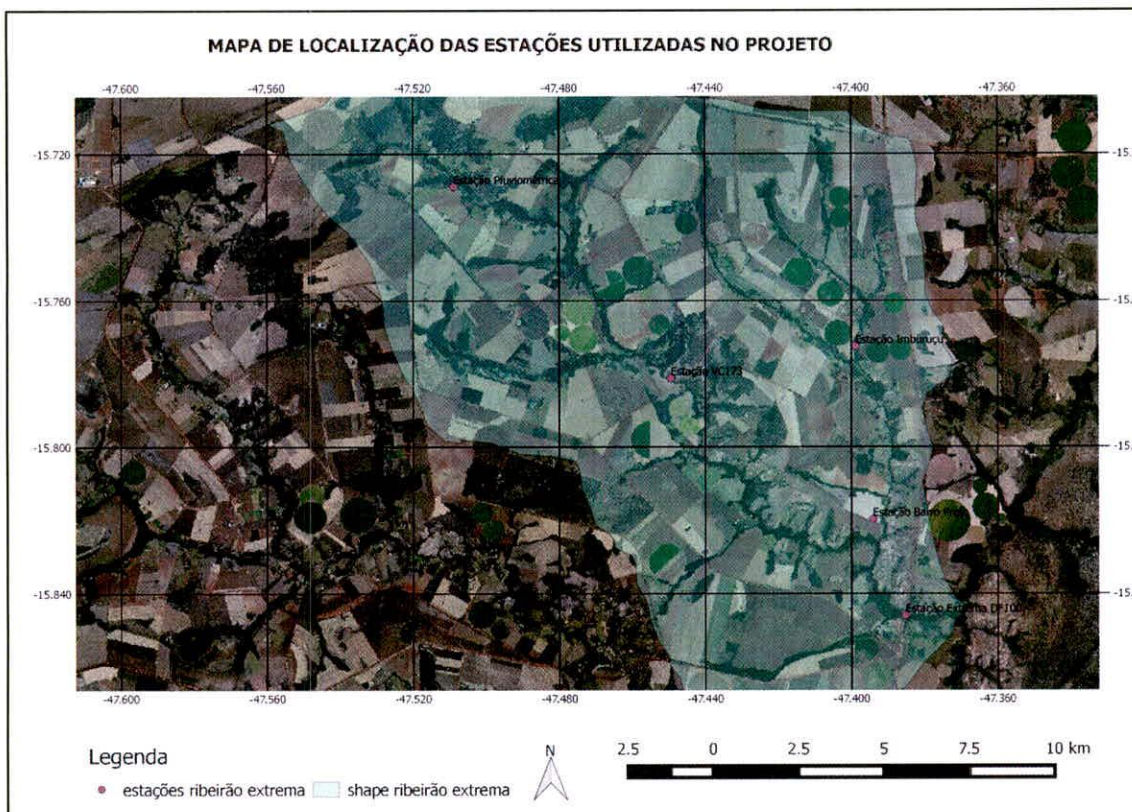 MAPA DE LOCALIZAÇÃO DAS ESTAÇÕES UTILIZADAS NO PROJETO
-47.600 -47.560 -47.520 -47.480 -47.440 -47.400 -47.360
-15.720
Estação Pluviométrica
-15.760
Estação Imburuçu
Estação VC173
-15.800
Estação Barro Preto
-15.840
Estação Extrema DF100
-47.600 -47.560 -47.520 -47.480 -47.440 -47.400 -47.360
Legenda
N
2.5 0 2.5 5 7.5 10 km
estações ribeirão extrema shape ribeirão extrema